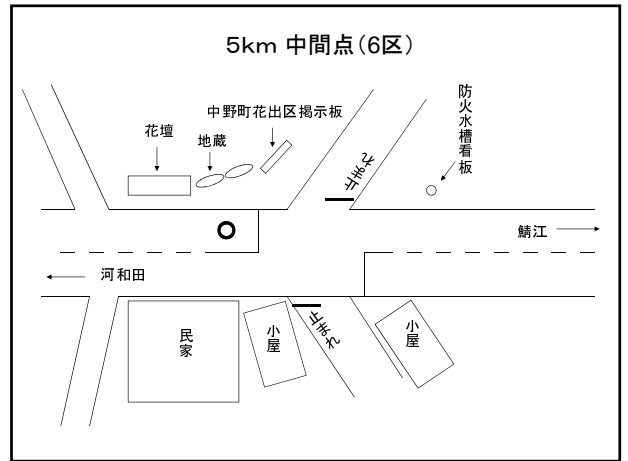 5km 中間点(6区)
中野町花出区掲示板
花壇
地蔵
防火水槽看板
止まれ
鯖江
河和田
民家
小屋
止まれ
小屋